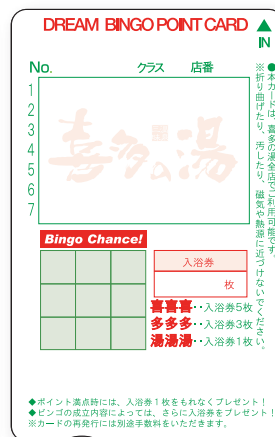 DREAM BINGO POINT CARD ▲
IN
No. クラス 店番
1
2
3
4
5
6
7
喜多の湯
●本カードは、喜多の湯全店でご利用可能です。
※折り曲げたり、汚したり、磁気や熱源に近づけないでください。
Bingo Chance!
入浴券
枚
喜喜喜‥入浴券5枚
多多多‥入浴券3枚
湯湯湯‥入浴券1枚
◆ポイント満点時には、入浴券1枚をもれなくプレゼント！
◆ビンゴの成立内容によっては、さらに入浴券をプレゼント！
※カードの再発行には別途手数料をいただきます。